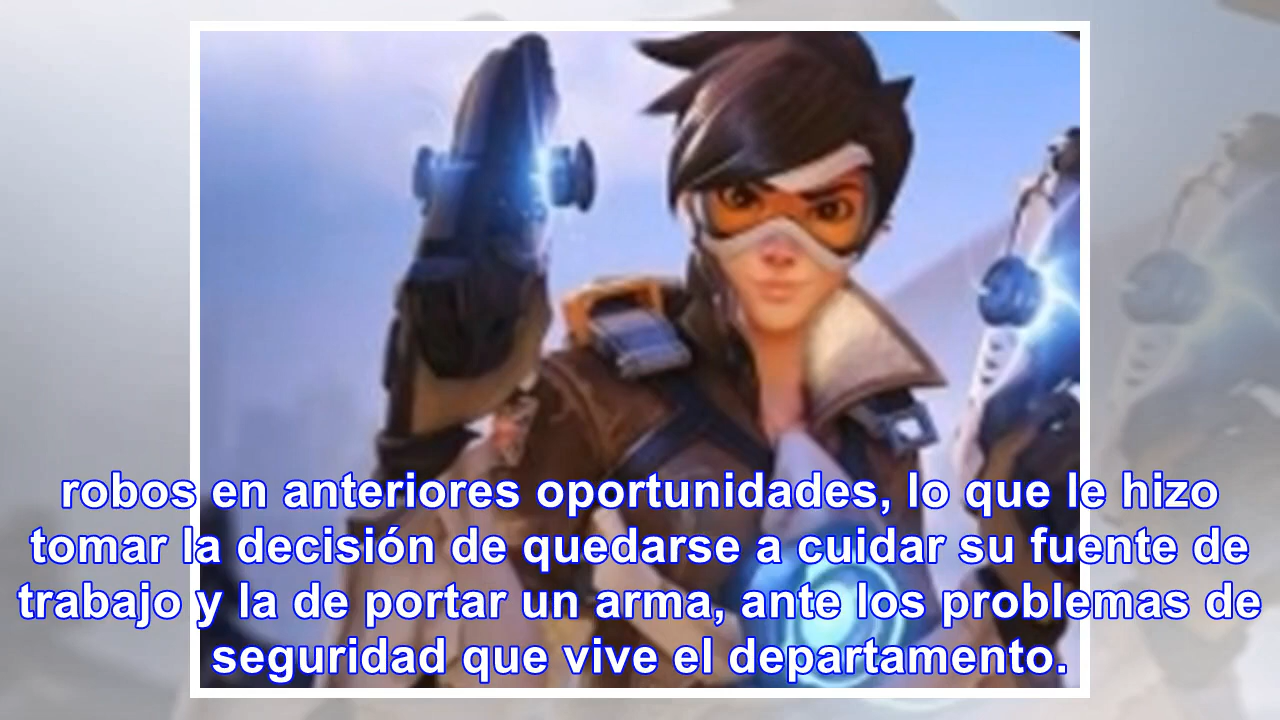 robos en anteriores oportunidades, lo que le hizo
tomar la decisión de quedarse a cuidar su fuente de
trabajo y la de portar un arma, ante los problemas de
seguridad que vive el departamento.